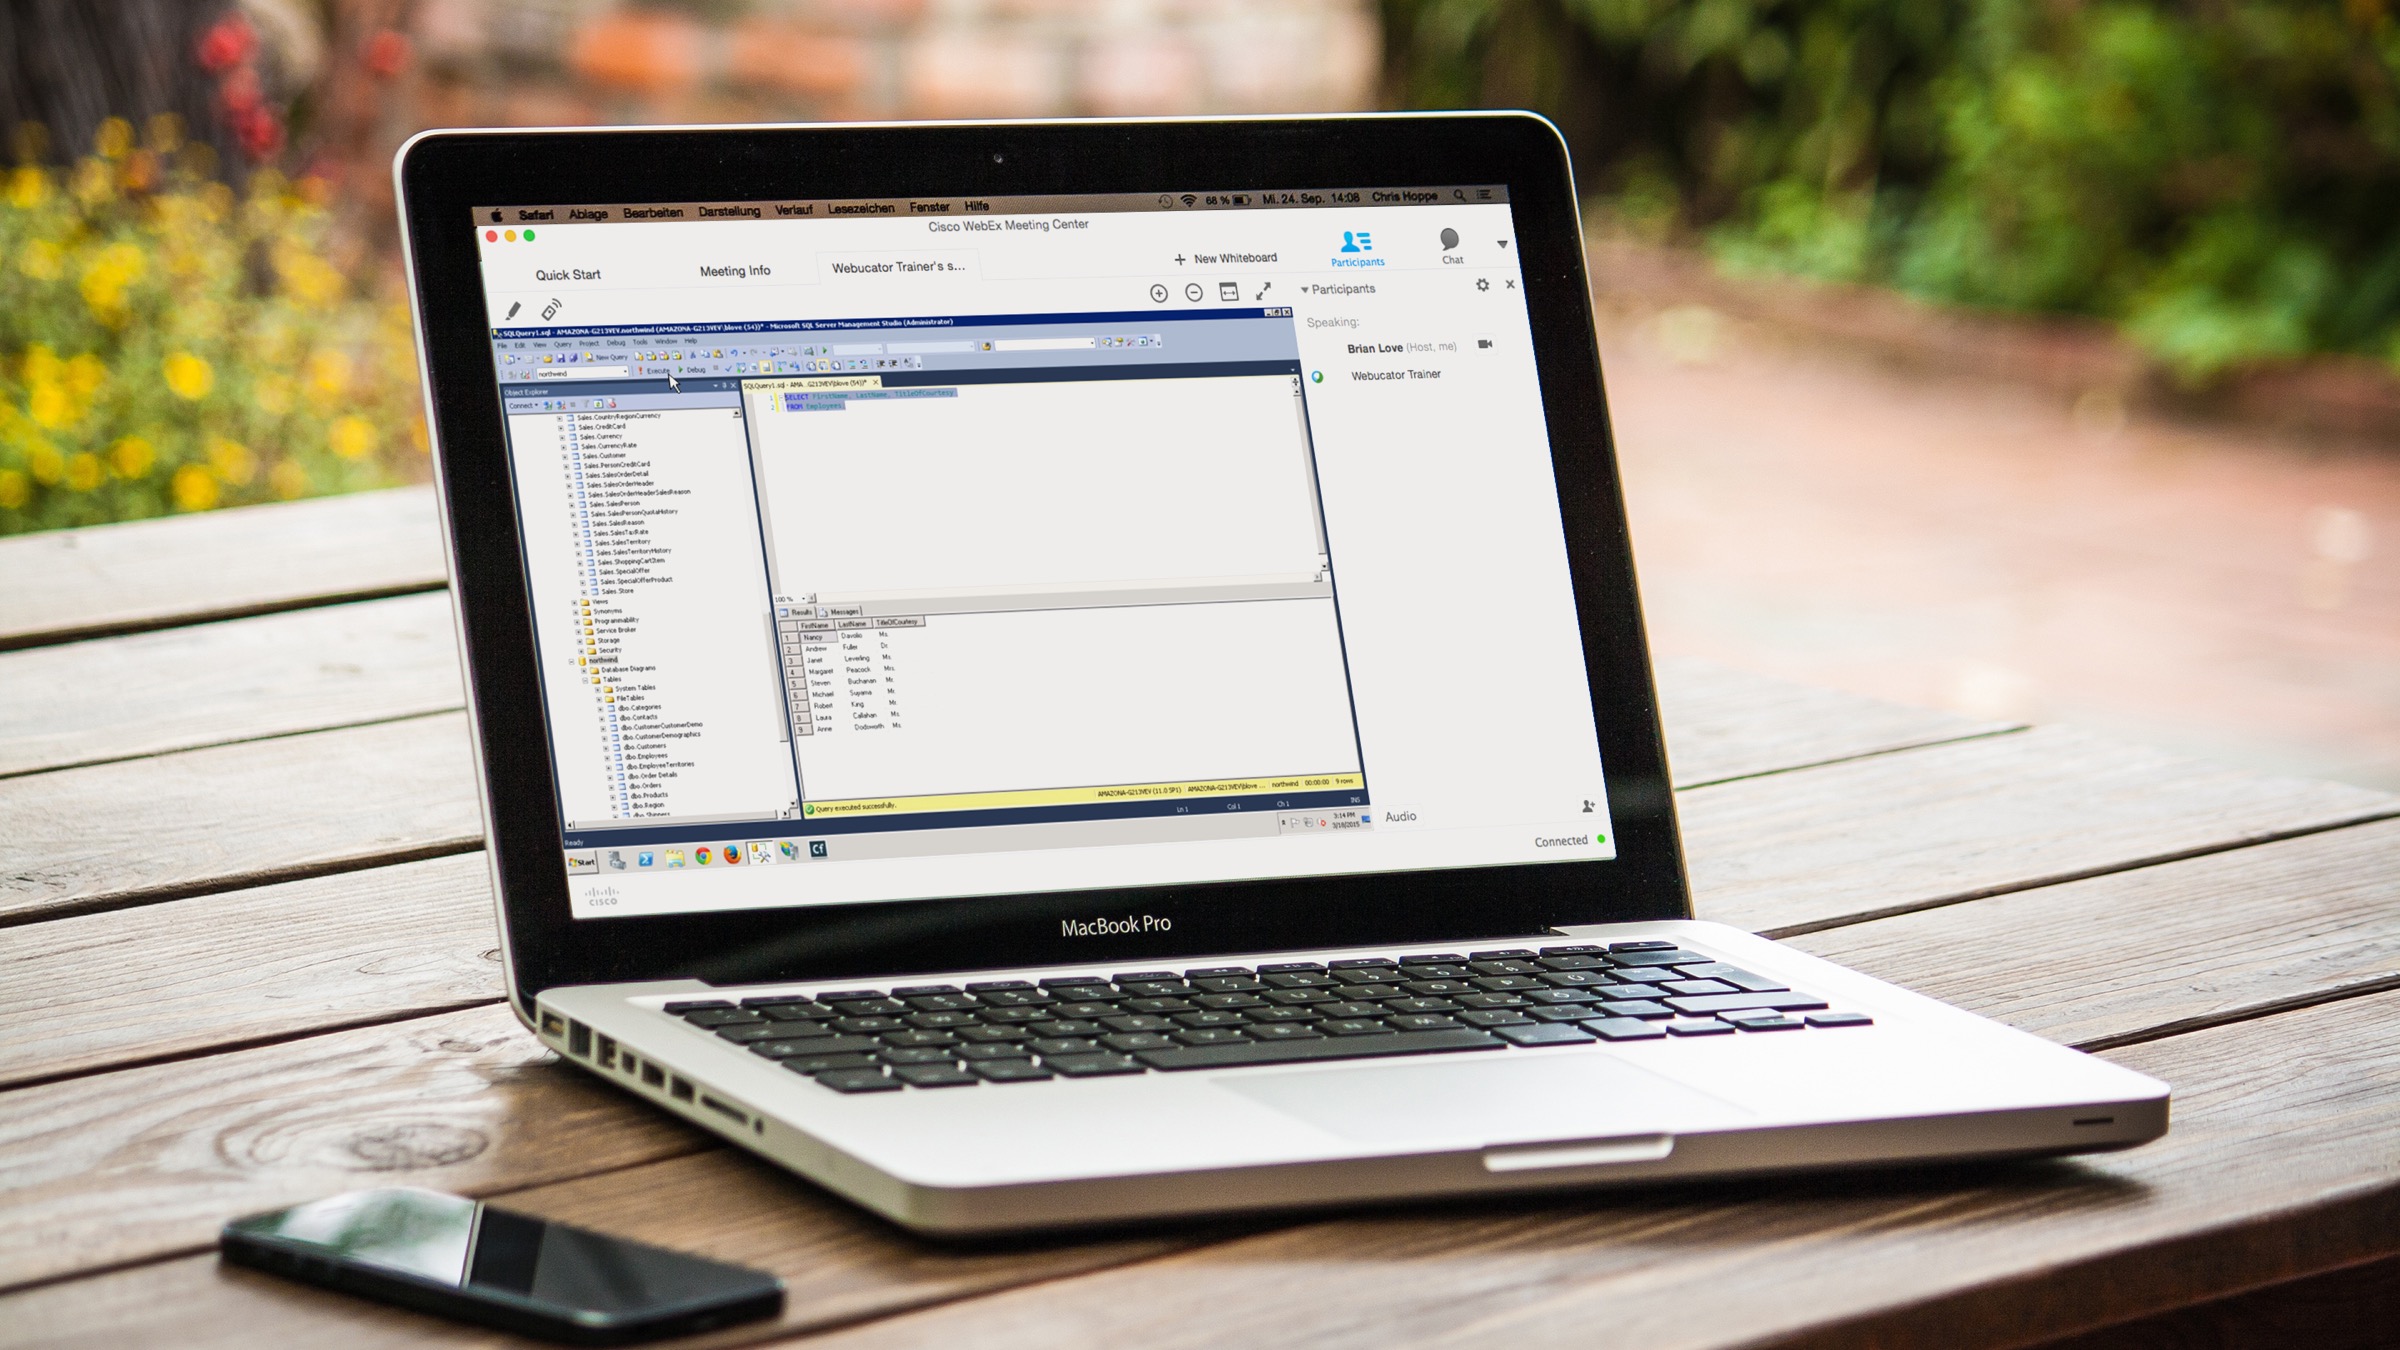 Safari Ablage Bearbeiten Darstellung Verlauf Lesezeichen Fenster Hilfe 68 % Mi. 24. Sep. 14:08 Chris Hoppe
Cisco WebEx Meeting Center
Quick Start Meeting Info Webucator Trainer's s... + New Whiteboard Participants Chat
Participants
Speaking:
Brian Love (Host, me)
Webucator Trainer
SQLQuery1.sql - AMAZONA-G213VEV.northwind (AMAZONA-G213VEV\blove (54))* - Microsoft SQL Server Management Studio (Administrator)
File Edit View Query Project Debug Tools Window Help
New Query
northwind Execute Debug
Object Explorer
Connect
SQLQuery1.sql - AMA...G213VEV\blove (54))*
1 SELECT FirstName, LastName, TitleOfCourtesy
2 FROM Employees;
Sales.CountryRegionCurrency
Sales.CreditCard
Sales.Currency
Sales.CurrencyRate
Sales.Customer
Sales.PersonCreditCard
Sales.SalesOrderDetail
Sales.SalesOrderHeader
Sales.SalesOrderHeaderSalesReason
Sales.SalesPerson
Sales.SalesPersonQuotaHistory
Sales.SalesReason
Sales.SalesTaxRate
Sales.SalesTerritory
Sales.SalesTerritoryHistory
Sales.ShoppingCartItem
Sales.SpecialOffer
Sales.SpecialOfferProduct
Sales.Store
Views
Synonyms
Programmability
Service Broker
Storage
Security
northwind
Database Diagrams
Tables
System Tables
FileTables
dbo.Categories
dbo.Contacts
dbo.CustomerCustomerDemo
dbo.CustomerDemographics
dbo.Customers
dbo.Employees
dbo.EmployeeTerritories
dbo.Order Details
dbo.Orders
dbo.Products
dbo.Region
dbo.Shippers
100 %
Results Messages
FirstName LastName TitleOfCourtesy
1 Nancy Davolio Ms.
2 Andrew Fuller Dr.
3 Janet Leverling Ms.
4 Margaret Peacock Mrs.
5 Steven Buchanan Mr.
6 Michael Suyama Mr.
7 Robert King Mr.
8 Laura Callahan Ms.
9 Anne Dodsworth Ms.
Query executed successfully. AMAZONA-G213VEV (11.0 SP1) AMAZONA-G213VEV\blove ... northwind 00:00:00 9 rows
Ready Ln 1 Col 1 Ch 1 INS
Start Cf 3:14 PM
3/18/2015
Audio
Connected
CISCO
MacBook Pro